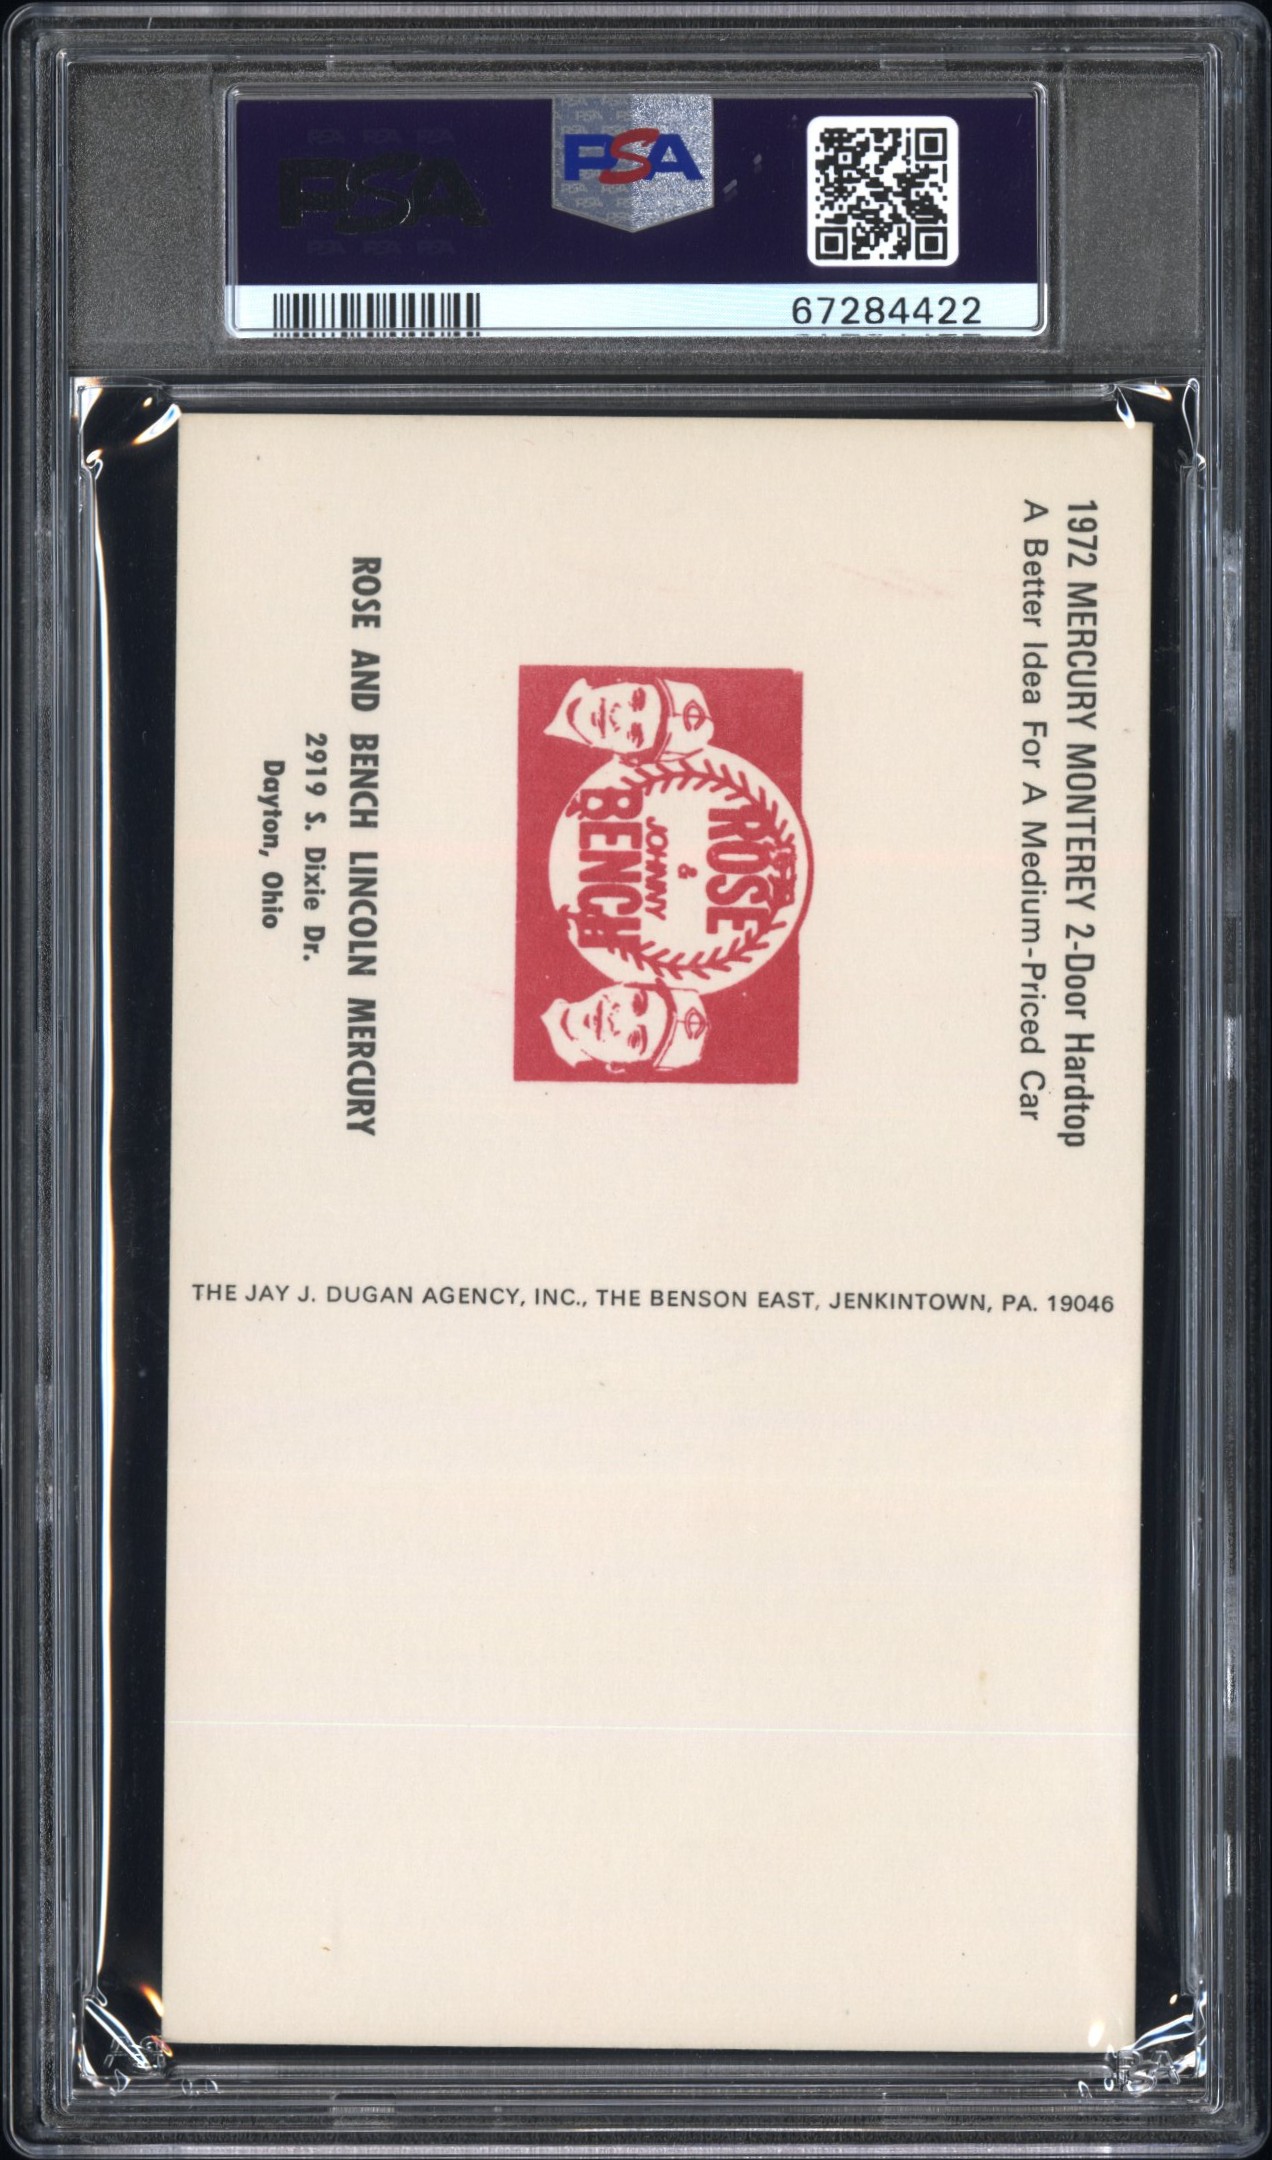 PSA
PSA
67284422
1972 MERCURY MONTEREY 2-Door Hardtop
A Better Idea For A Medium-Priced Car
ROSE
&
JOHNNY
BENCH
ROSE AND BENCH LINCOLN MERCURY
2919 S. Dixie Dr.
Dayton, Ohio
THE JAY J. DUGAN AGENCY, INC., THE BENSON EAST, JENKINTOWN, PA. 19046